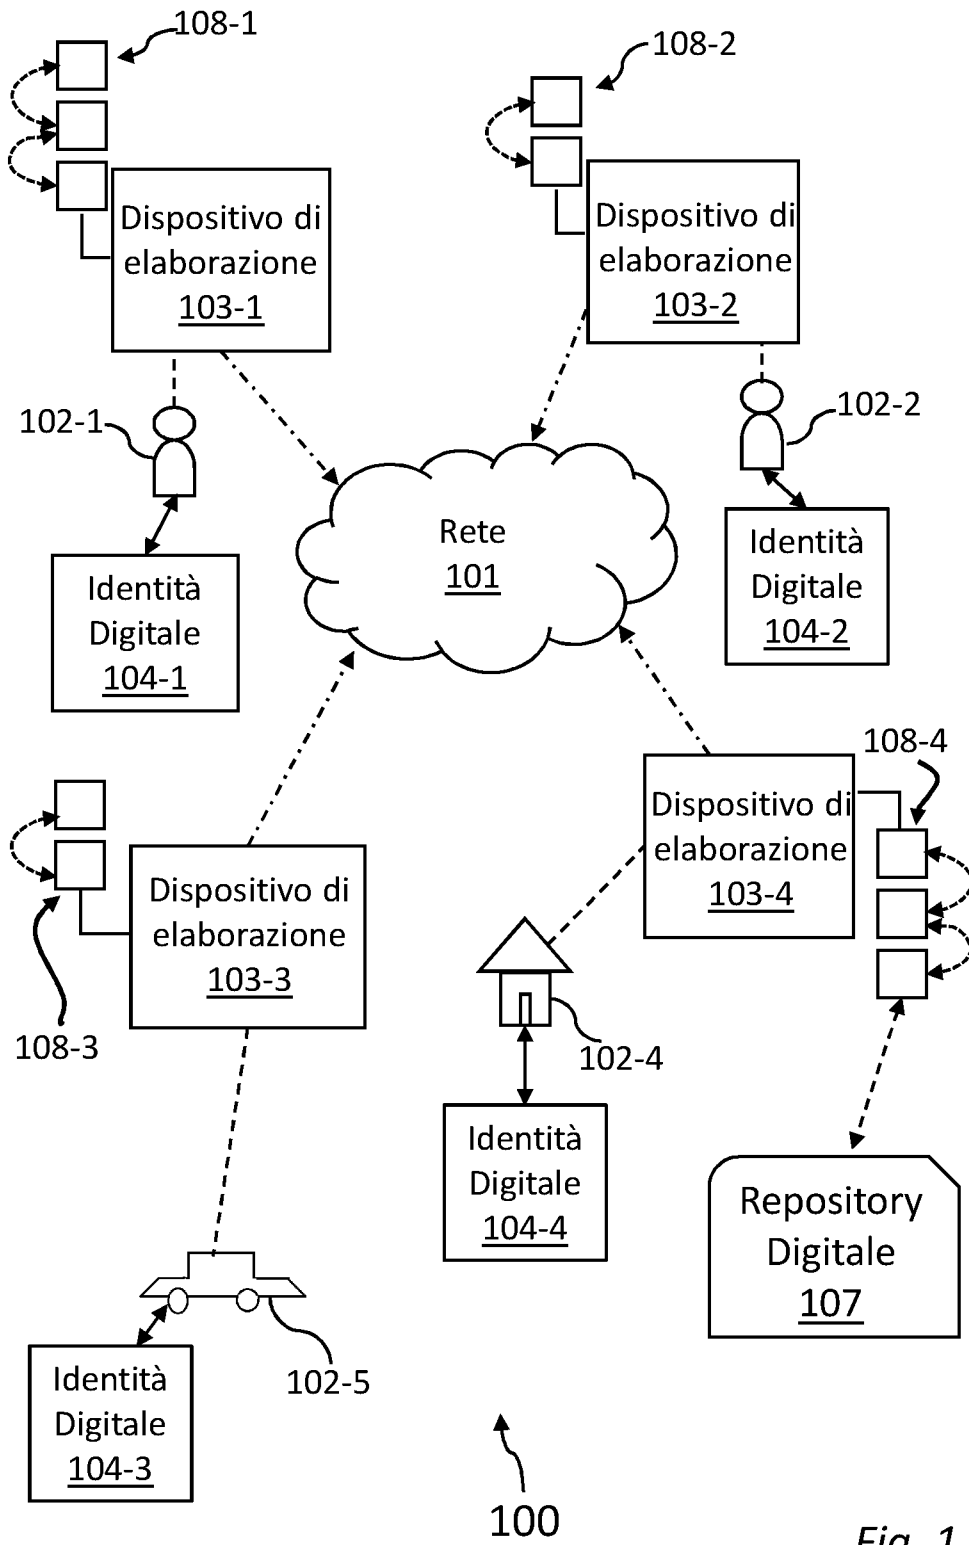 108-1
108-2
Dispositivo di
elaborazione
103-1
Dispositivo di
elaborazione
103-2
102-1
102-2
Rete
101
Identità
Digitale
104-1
Identità
Digitale
104-2
108-4
Dispositivo di
elaborazione
103-4
Dispositivo di
elaborazione
103-3
108-3
102-4
Identità
Digitale
104-4
Repository
Digitale
107
102-5
Identità
Digitale
104-3
100
Fig. 1